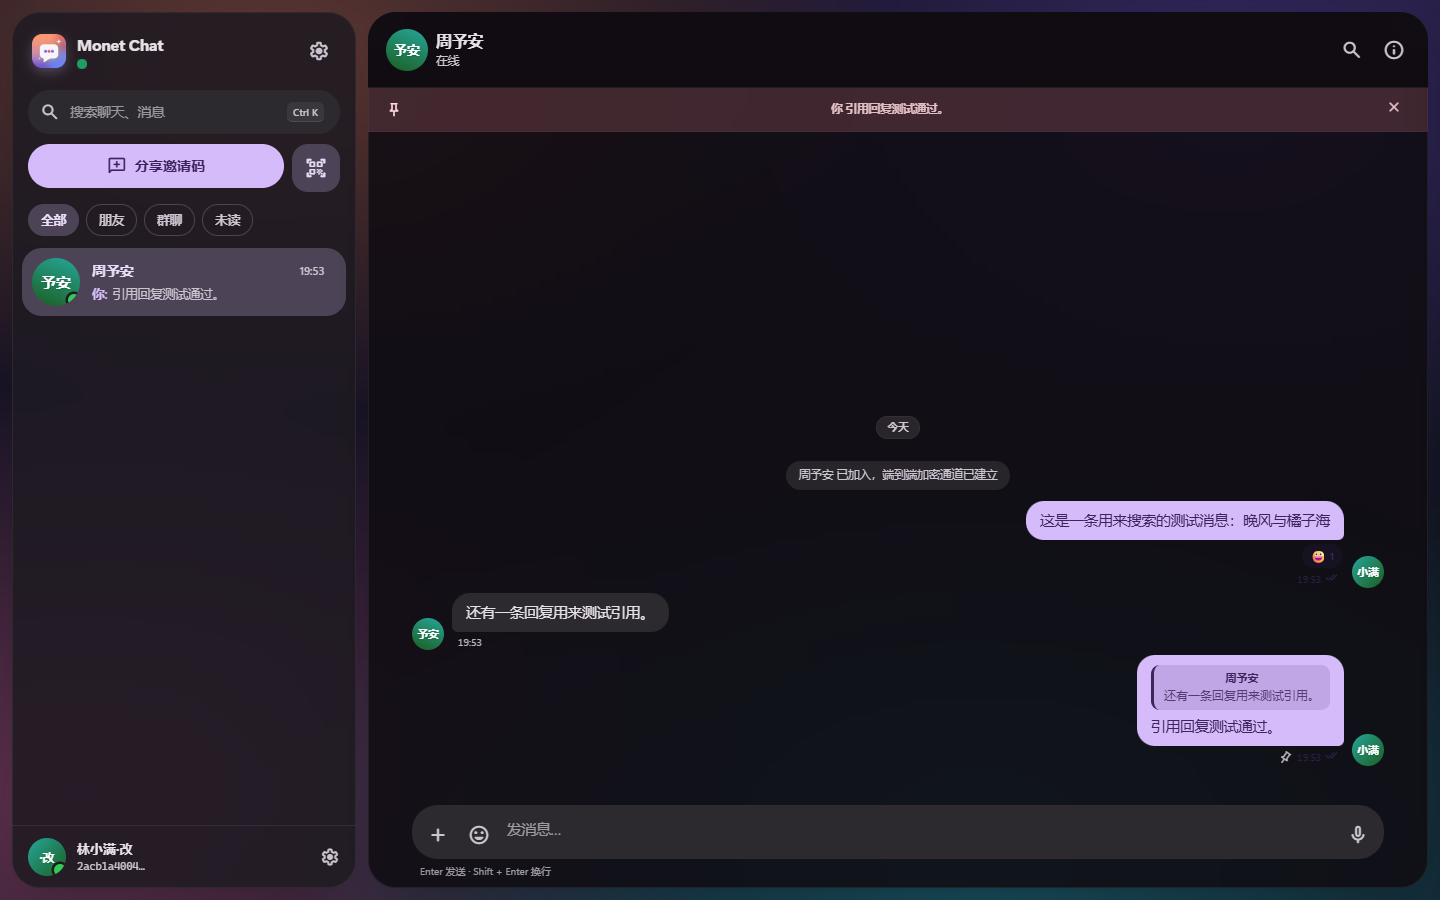 Monet Chat
搜索聊天、消息
Ctrl K
分享邀请码
全部
朋友
群聊
未读
予安
周予安
19:53
你: 引用回复测试通过。
改
林小满-改
2acb1a4004…
予安
周予安
在线
你 引用回复测试通过。
今天
周予安 已加入，端到端加密通道已建立
这是一条用来搜索的测试消息：晚风与橘子海
1
19:53
小满
还有一条回复用来测试引用。
予安
19:53
周予安
还有一条回复用来测试引用。
引用回复测试通过。
19:53
小满
发消息...
Enter 发送 · Shift + Enter 换行